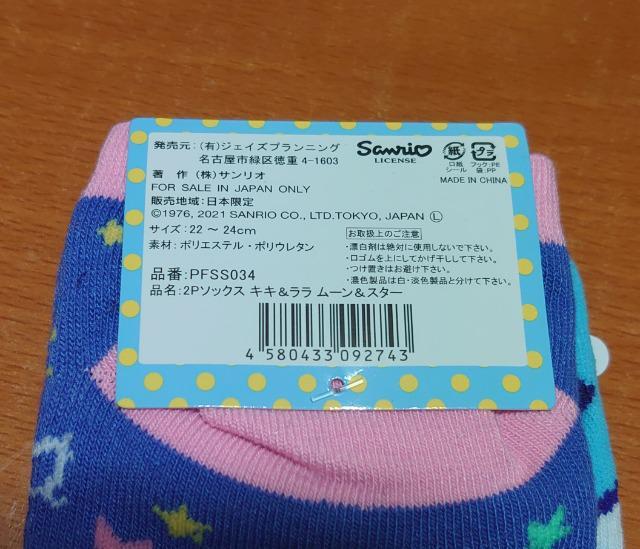 発売元：(有)ジェイズプランニング
名古屋市緑区徳重 4-1603
著 作 (株)サンリオ
FOR SALE IN JAPAN ONLY
販売地域：日本限定
©1976, 2021 SANRIO CO., LTD.TOKYO, JAPAN Ⓛ
サイズ：22 ～ 24cm
素材：ポリエステル・ポリウレタン
品番：PFSS034
品名：2Pソックス キキ&ララ ムーン&スター
Sanrio
LICENSE
紙
口紙
シール
プラ
フック:PE
袋:PP
MADE IN CHINA
お取扱上のご注意
・漂白剤は絶対に使用しないで下さい。
・口ゴムを上にしてかげ干しして下さい。
・つけ置きはお避け下さい。
・濃色製品は白・淡色製品と分けて下さい。
4 580433 092743